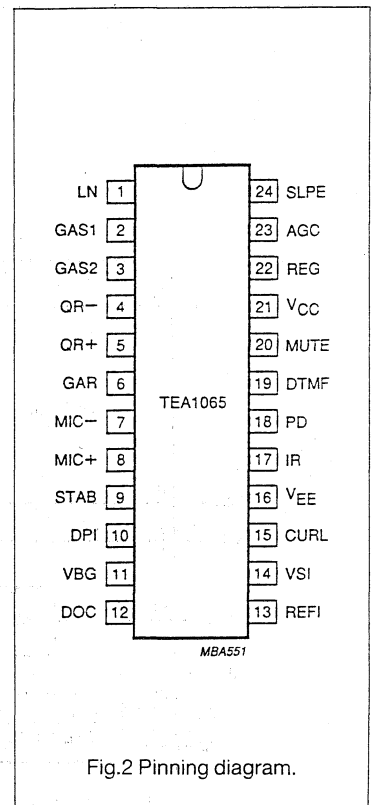 LN 1 24 SLPE
GAS1 2 23 AGC
GAS2 3 22 REG
QR− 4 21 VCC
QR+ 5 20 MUTE
GAR 6 19 DTMF
TEA1065
MIC− 7 18 PD
MIC+ 8 17 IR
STAB 9 16 VEE
DPI 10 15 CURL
VBG 11 14 VSI
DOC 12 13 REFI
MBA551
Fig.2 Pinning diagram.